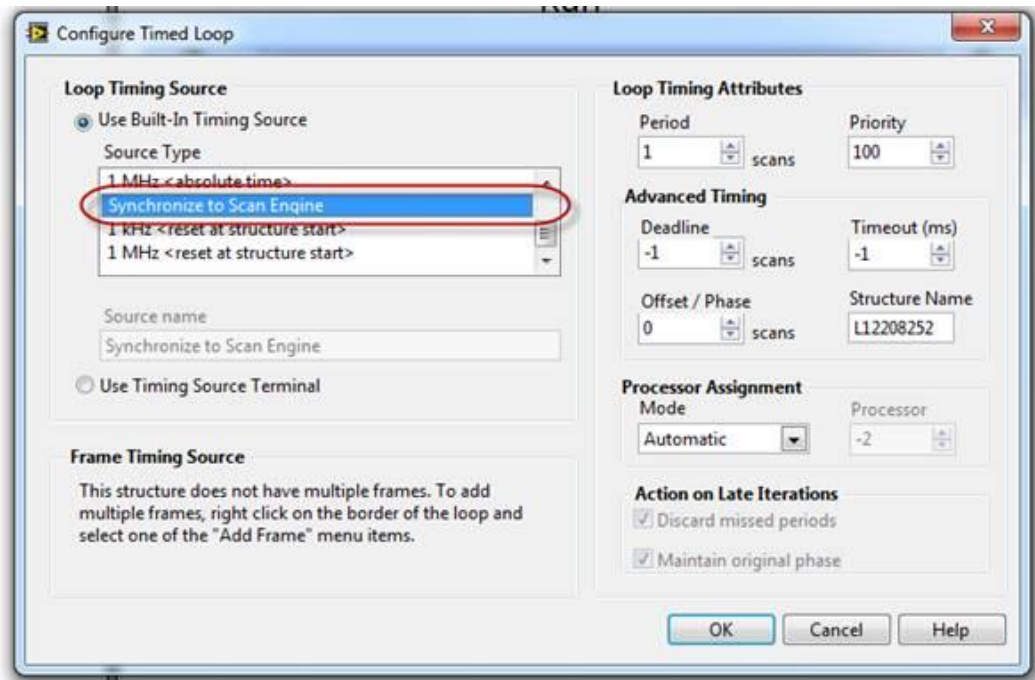 Run
Configure Timed Loop
Loop Timing Source
Use Built-In Timing Source
Source Type
1 MHz <absolute time>
Synchronize to Scan Engine
1 kHz <reset at structure start>
1 MHz <reset at structure start>
Source name
Synchronize to Scan Engine
Use Timing Source Terminal
Frame Timing Source
This structure does not have multiple frames. To add
multiple frames, right click on the border of the loop and
select one of the "Add Frame" menu items.
Loop Timing Attributes
Period
Priority
1 scans
100
Advanced Timing
Deadline
Timeout (ms)
-1 scans
-1
Offset / Phase
Structure Name
0 scans
L12208252
Processor Assignment
Mode
Processor
Automatic
-2
Action on Late Iterations
Discard missed periods
Maintain original phase
OK
Cancel
Help